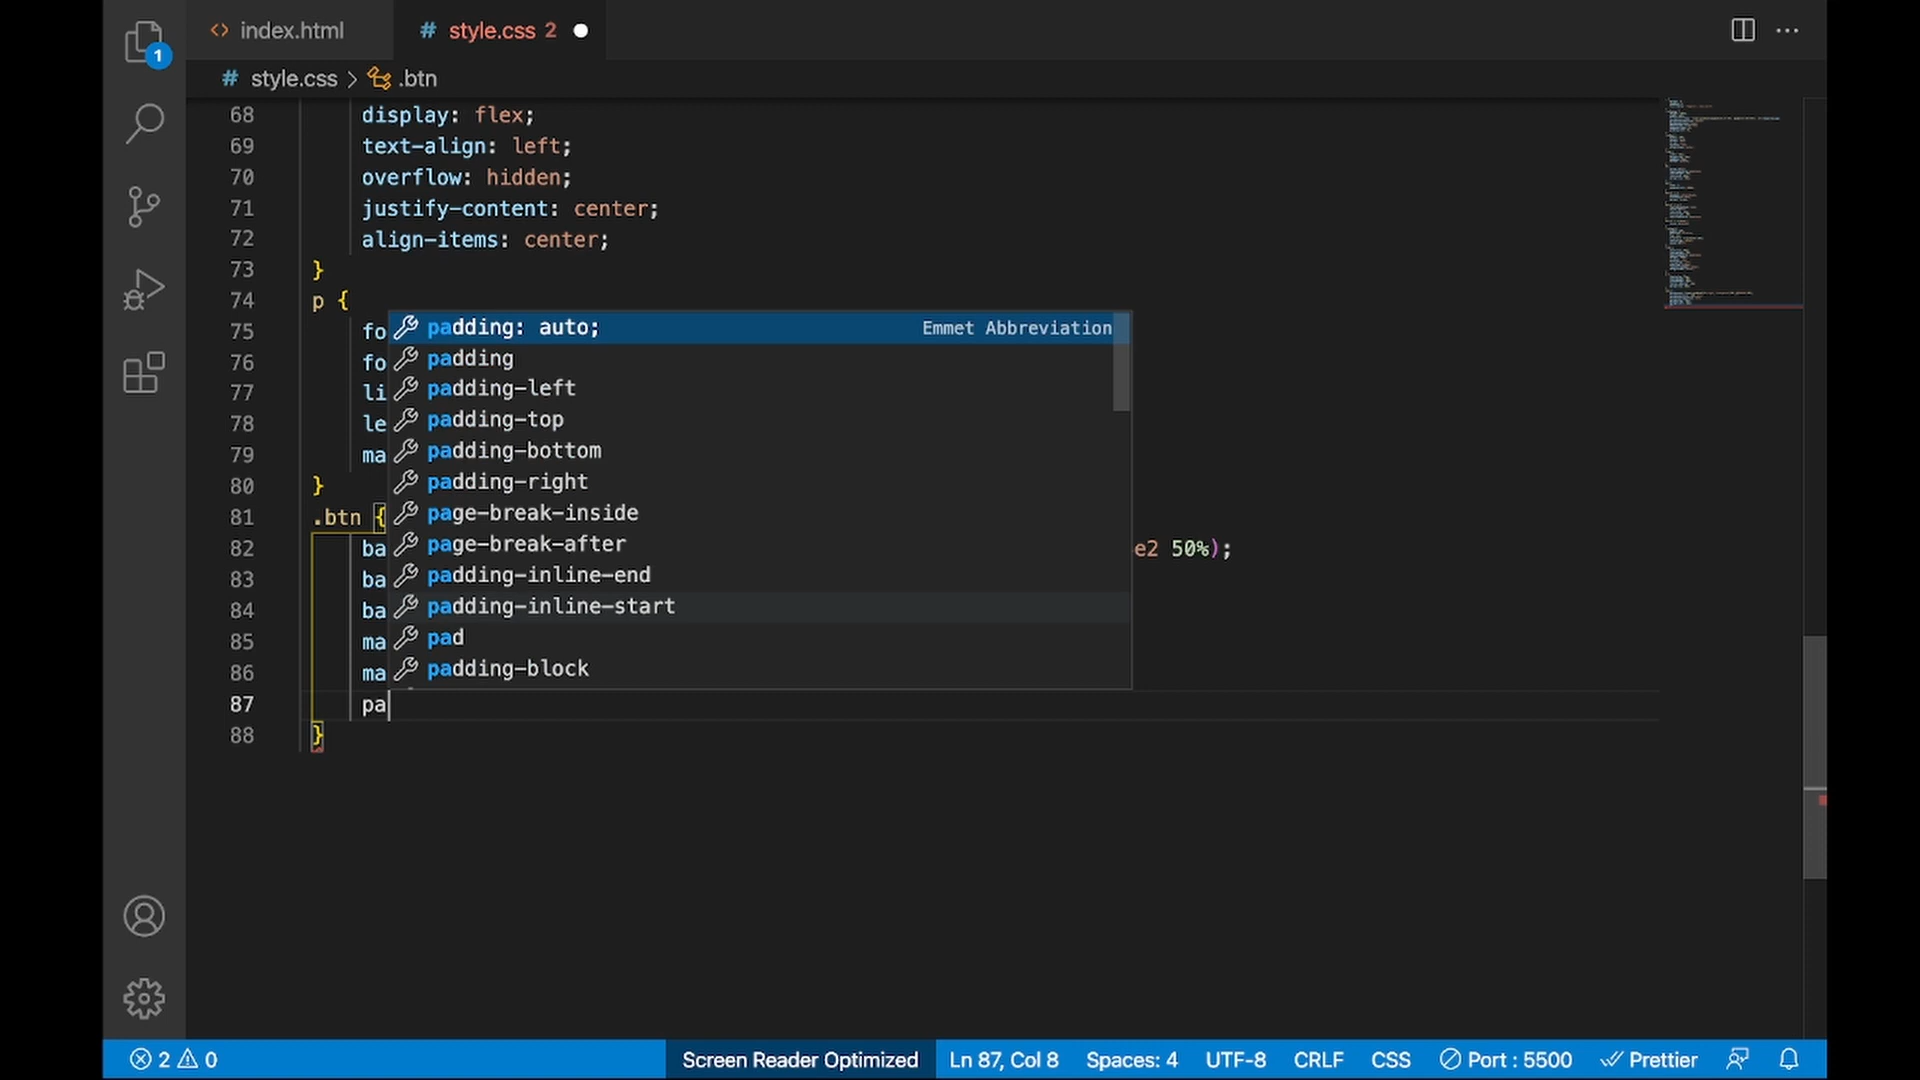 index.html
style.css 2
style.css > .btn
68 display: flex;
69 text-align: left;
70 overflow: hidden;
71 justify-content: center;
72 align-items: center;
73 }
74 p {
75 fo
76 fo
77 li
78 le
79 ma
80 }
81 .btn {
82 ba e2 50%);
83 ba
84 ba
85 ma
86 ma
87 pa
88 }
padding: auto; Emmet Abbreviation
padding
padding-left
padding-top
padding-bottom
padding-right
page-break-inside
page-break-after
padding-inline-end
padding-inline-start
pad
padding-block
1
2 0 Screen Reader Optimized Ln 87, Col 8 Spaces: 4 UTF-8 CRLF CSS Port : 5500 Prettier